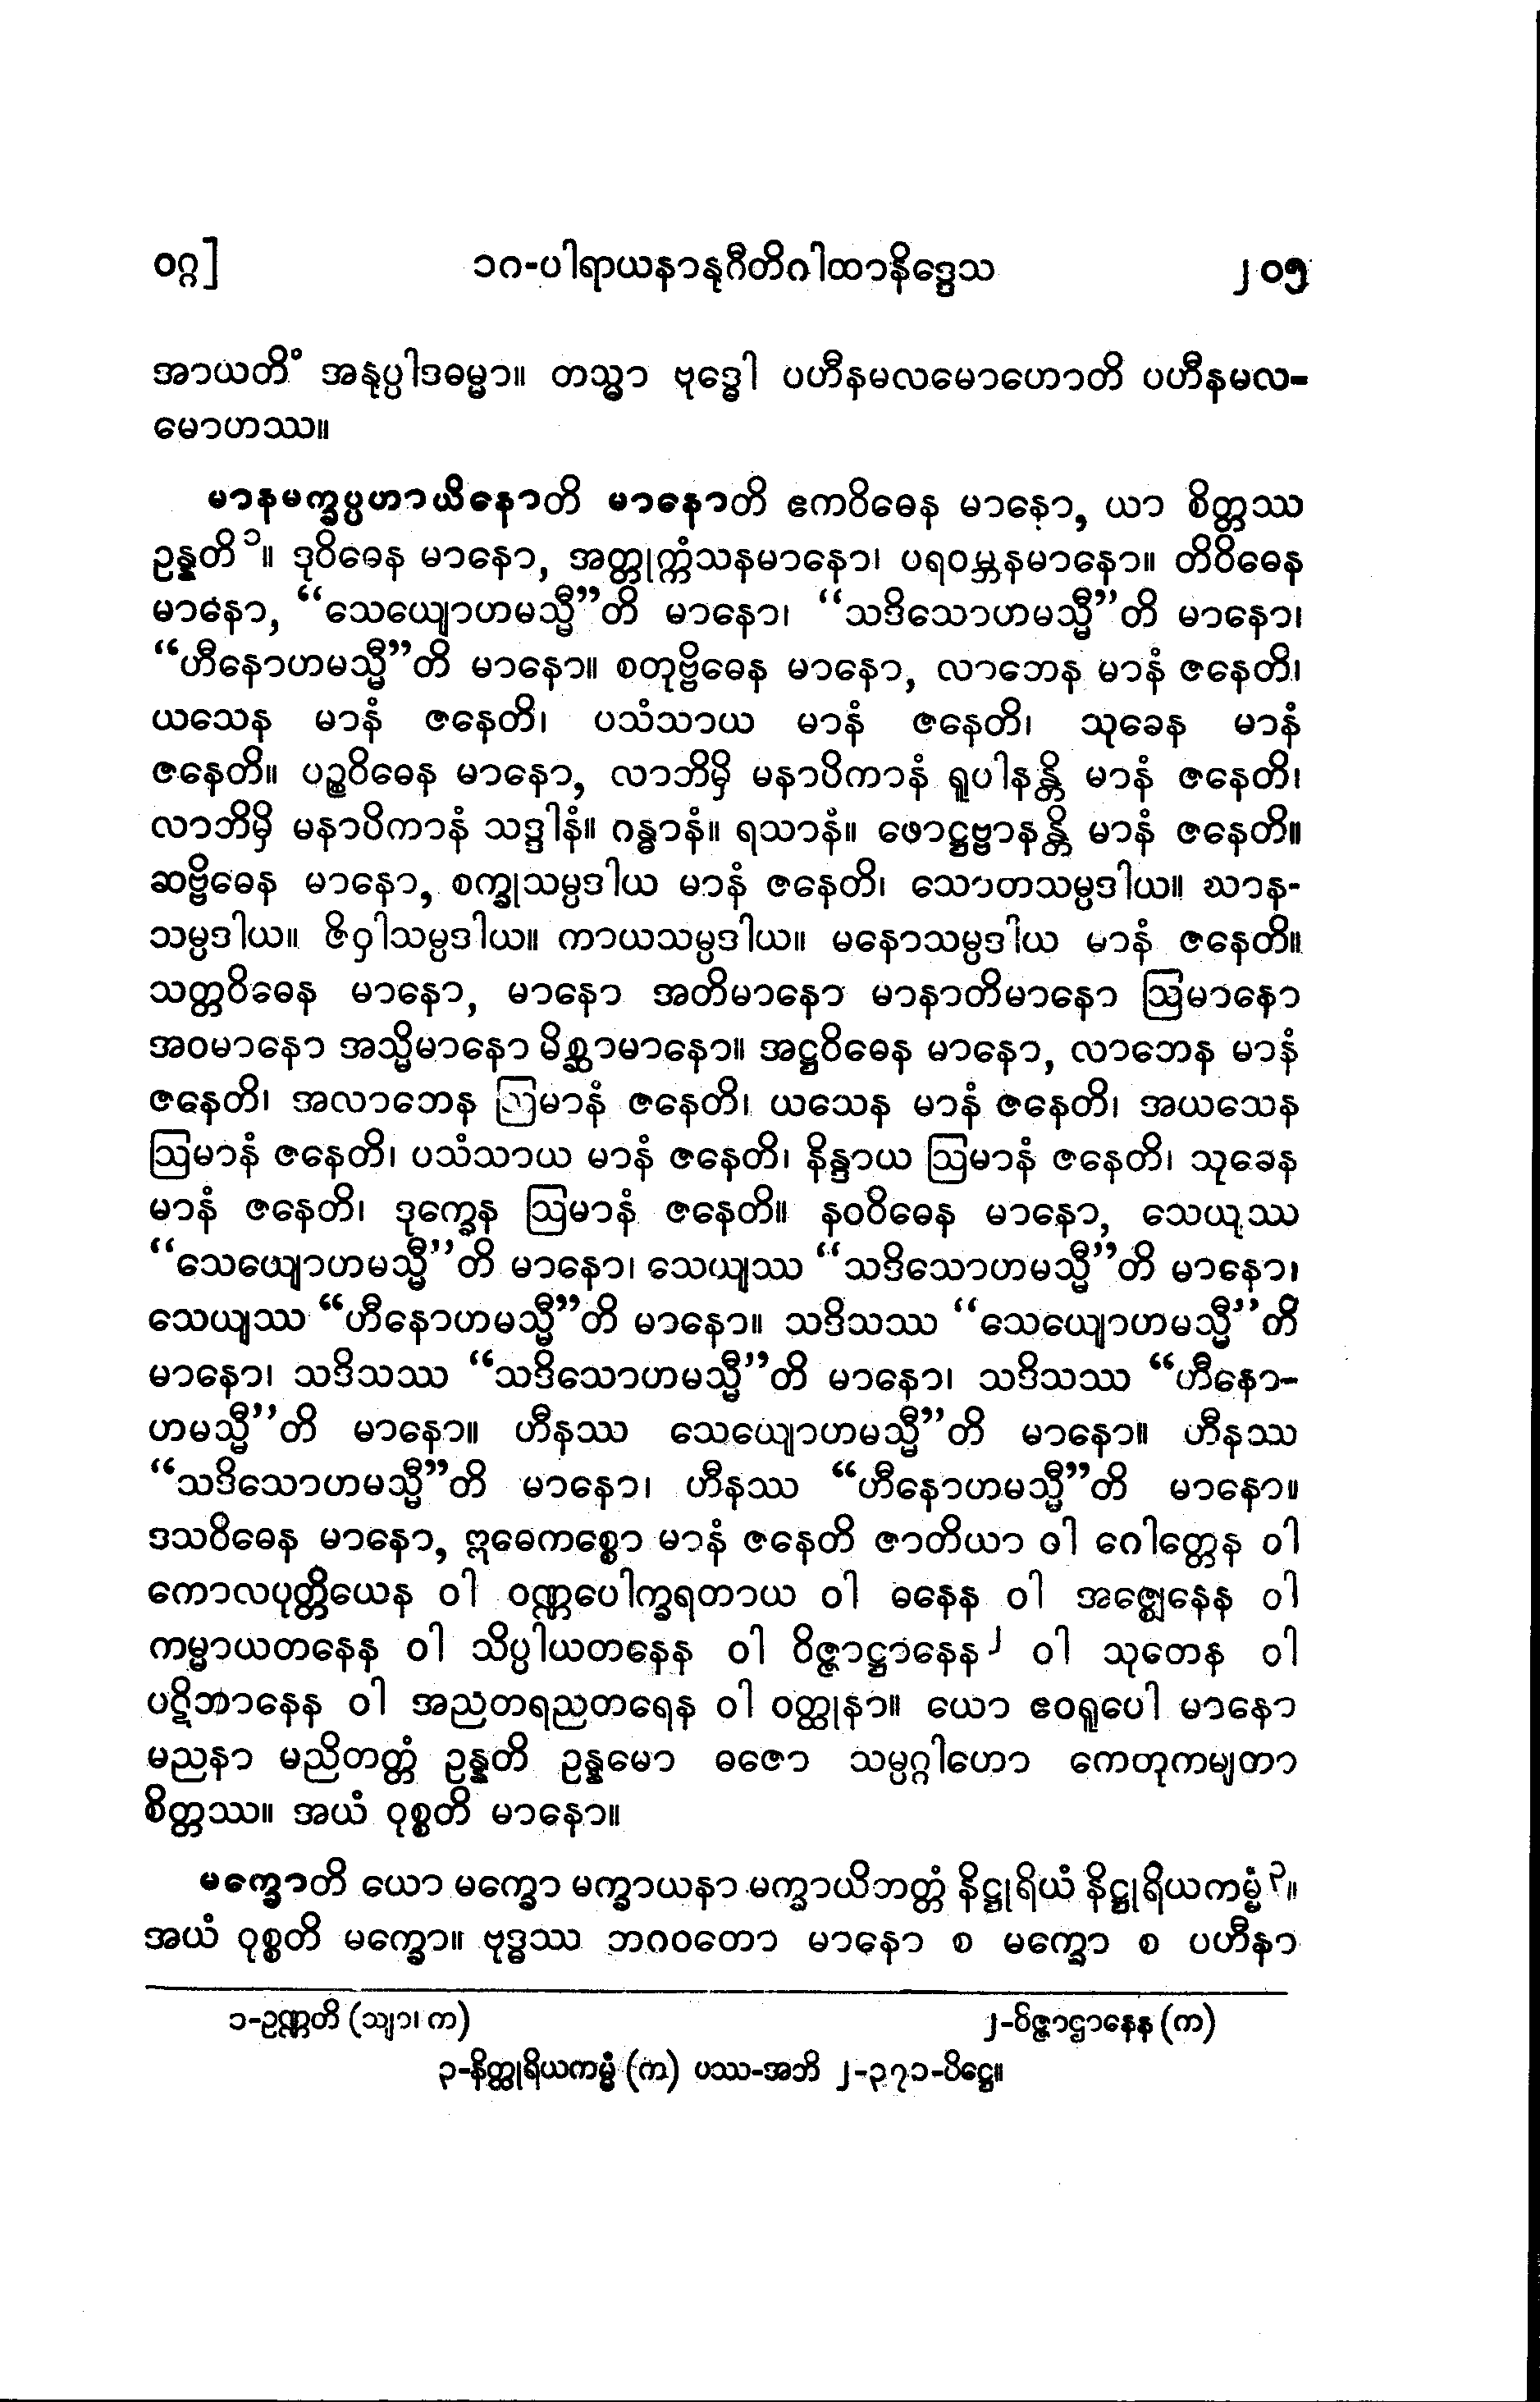 ဝဂ္ဂ]	၁ဂ-ပါရာယနာနုဂီတိဂါထာနိဒ္ဒေသ	၂၀၅
အာယတိံ အနုပ္ပါဒဓမ္မာ။ တသ္မာ ဗုဒ္ဓေါ ပဟီနမလမောဟောတိ ပဟီနမလ-
မောဟဿ။
မာနမက္ခပ္ပဟာယိနောတိ မာနောတိ ဧကဝိဓေန မာနော, ယာ စိတ္တဿ
ဥန္နတိ၁။ ဒုဝိဓေန မာနော, အတ္တုက္ကံသနမာနော၊ ပရဝမ္ဘနမာနော။ တိဝိဓေန
မာနော, “သေယျောဟမသ္မီ”တိ မာနော၊ “သဒိသောဟမသ္မီ”တိ မာနော၊
“ဟီနောဟမသ္မီ”တိ မာနော။ စတုဗ္ဗိဓေန မာနော, လာဘေန မာနံ ဇနေတိ၊
ယသေန မာနံ ဇနေတိ၊ ပသံသာယ မာနံ ဇနေတိ၊ သုခေန မာနံ
ဇနေတိ။ ပဉ္စဝိဓေန မာနော, လာဘိမှိ မနာပိကာနံ ရူပါနန္တိ မာနံ ဇနေတိ၊
လာဘိမှိ မနာပိကာနံ သဒ္ဒါနံ။ ဂန္ဓာနံ။ ရသာနံ။ ဖောဋ္ဌဗ္ဗာနန္တိ မာနံ ဇနေတိ။
ဆဗ္ဗိဓေန မာနော, စက္ခုသမ္ပဒါယ မာနံ ဇနေတိ၊ သောတသမ္ပဒါယ။ ဃာန-
သမ္ပဒါယ။ ဇိဝှါသမ္ပဒါယ။ ကာယသမ္ပဒါယ။ မနောသမ္ပဒါယ မာနံ ဇနေတိ။
သတ္တဝိဓေန မာနော, မာနော အတိမာနော မာနာတိမာနော ဩမာနော
အဝမာနော အသ္မိမာနော မိစ္ဆာမာနော။ အဋ္ဌဝိဓေန မာနော, လာဘေန မာနံ
ဇနေတိ၊ အလာဘေန ဩမာနံ ဇနေတိ၊ ယသေန မာနံ ဇနေတိ၊ အယသေန
ဩမာနံ ဇနေတိ၊ ပသံသာယ မာနံ ဇနေတိ၊ နိန္ဒာယ ဩမာနံ ဇနေတိ၊ သုခေန
မာနံ ဇနေတိ၊ ဒုက္ခေန ဩမာနံ ဇနေတိ။ နဝဝိဓေန မာနော, သေယျဿ
“သေယျောဟမသ္မီ”တိ မာနော၊ သေယျဿ “သဒိသောဟမသ္မီ”တိ မာနော၊
သေယျဿ “ဟီနောဟမသ္မီ”တိ မာနော။ သဒိသဿ “သေယျောဟမသ္မီ”တိ
မာနော၊ သဒိသဿ “သဒိသောဟမသ္မီ”တိ မာနော၊ သဒိသဿ “ဟီနော-
ဟမသ္မီ”တိ မာနော။ ဟီနဿ သေယျောဟမသ္မီ”တိ မာနော။ ဟီနဿ
“သဒိသောဟမသ္မီ”တိ မာနော၊ ဟီနဿ “ဟီနောဟမသ္မီ”တိ မာနော။
ဒသဝိဓေန မာနော, ဣဓေကစ္စော မာနံ ဇနေတိ ဇာတိယာ ဝါ ဂေါတ္တေန ဝါ
ကောလပုတ္တိယေန ဝါ ဝဏ္ဏပေါက္ခရတာယ ဝါ ဓနေန ဝါ အဇ္ဈေနေန ဝါ
ကမ္မာယတနေန ဝါ သိပ္ပါယတနေန ဝါ ဝိဇ္ဇာဋ္ဌာနေန၂ ဝါ သုတေန ဝါ
ပဋိဘာနေန ဝါ အညတရညတရေန ဝါ ဝတ္ထုနာ။ ယော ဧဝရူပေါ မာနော
မညနာ မညိတတ္တံ ဥန္နတိ ဥန္နမော ဓဇော သမ္ပဂ္ဂါဟော ကေတုကမျတာ
စိတ္တဿ။ အယံ ဝုစ္စတိ မာနော။
မက္ခောတိ ယော မက္ခော မက္ခာယနာ မက္ခာယိဘတ္တံ နိဋ္ဌုရိယံ နိဋ္ဌုရိယကမ္မံ၃။
အယံ ဝုစ္စတိ မက္ခော။ ဗုဒ္ဓဿ ဘဂဝတော မာနော စ မက္ခော စ ပဟီနာ
၁-ဥဏ္ဏတိ (သျာ၊ က)	၂-ဝိဇ္ဇာဌာနေန (က)
၃-နိတ္ထုရိယကမ္မံ (က) ပဿ-အဘိ ၂-၃၇၁-ပိဋ္ဌေ။